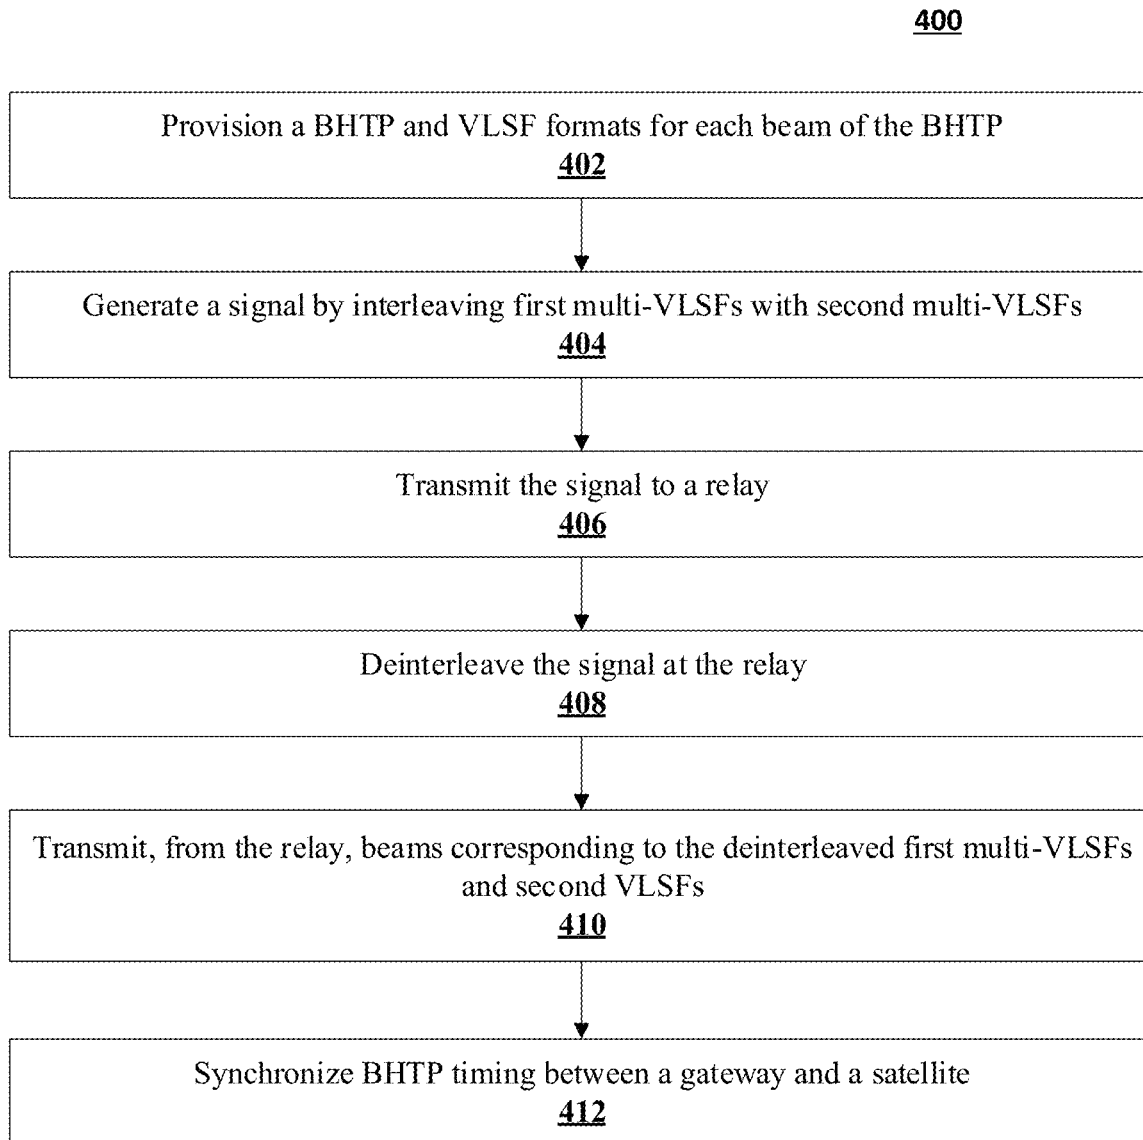 400
Provision a BHTP and VLSF formats for each beam of the BHTP
402
Generate a signal by interleaving first multi-VLSFs with second multi-VLSFs
404
Transmit the signal to a relay
406
Deinterleave the signal at the relay
408
Transmit, from the relay, beams corresponding to the deinterleaved first multi-VLSFs
and second VLSFs
410
Synchronize BHTP timing between a gateway and a satellite
412